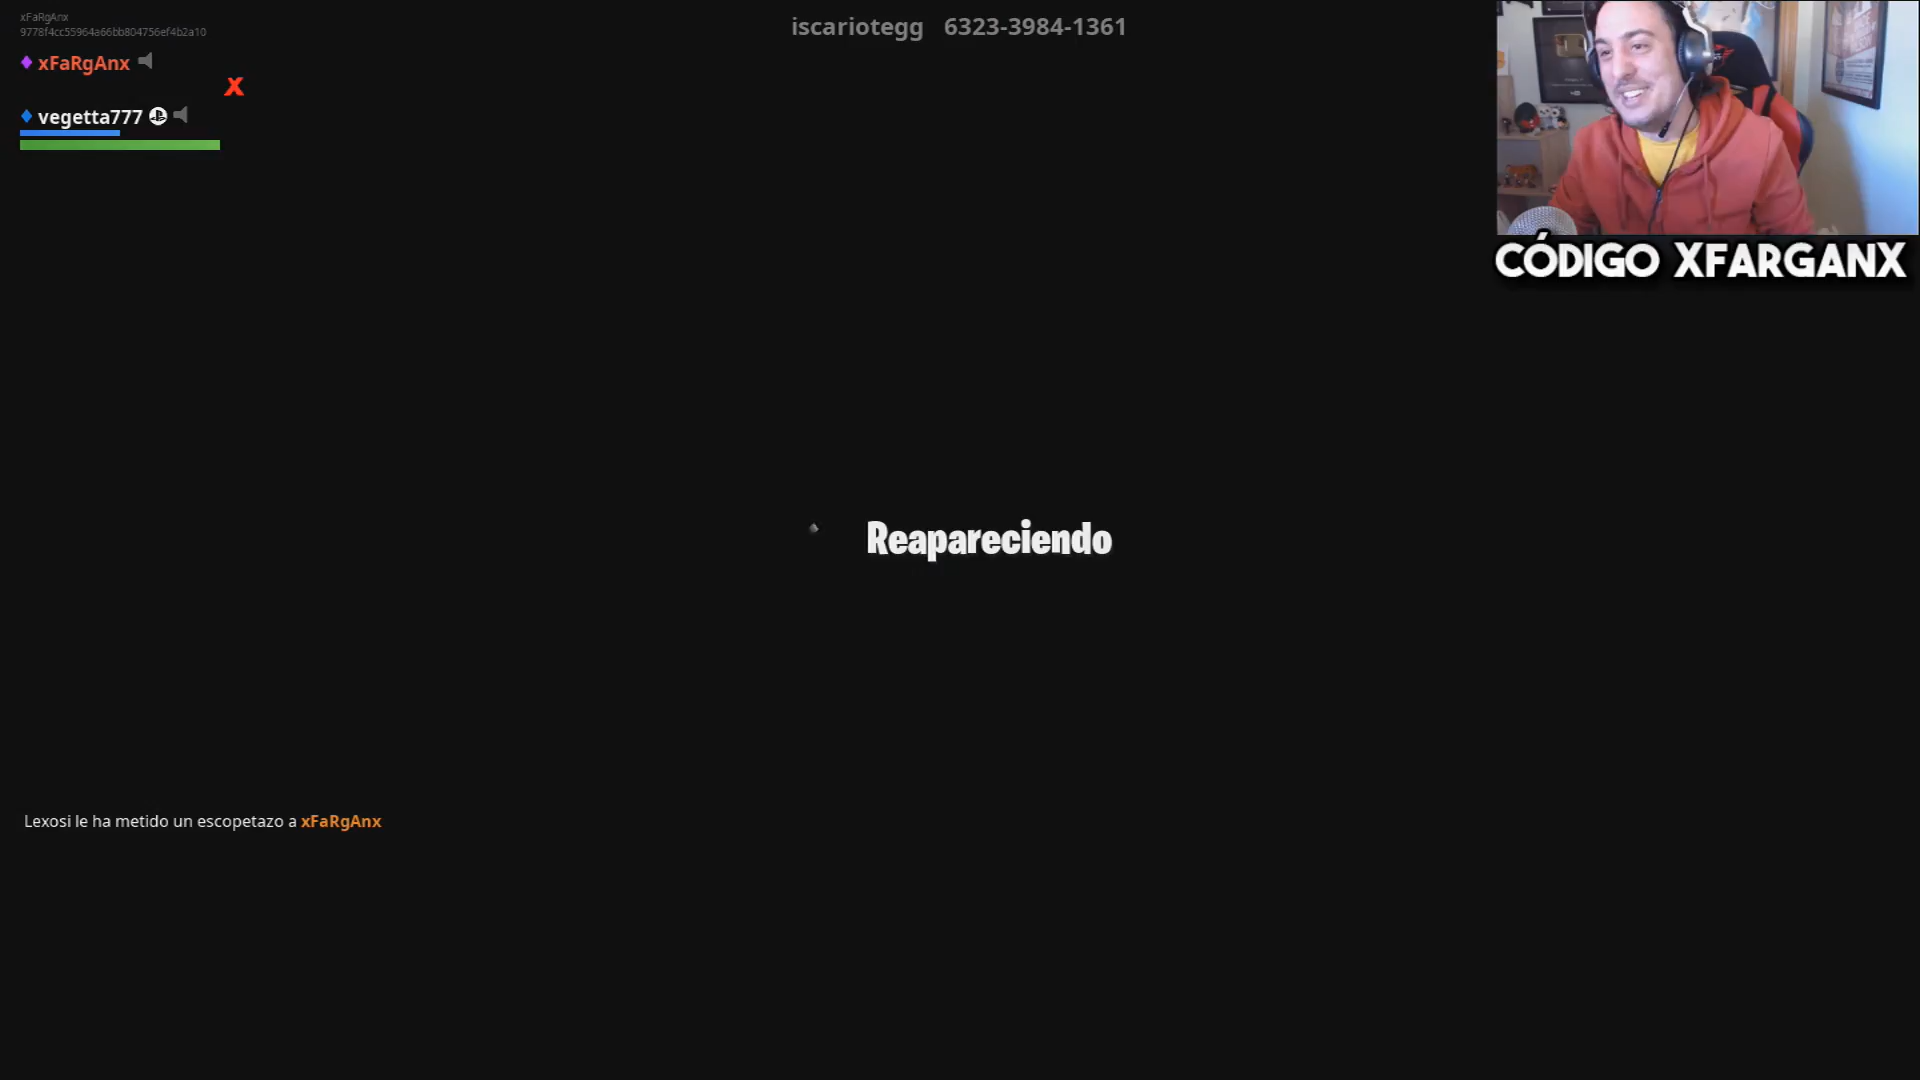 xFaRgAnx
9778f4cc55964a66bb804756ef4b2a10
xFaRgAnx
X
vegetta777
iscariotegg 6323-3984-1361
CÓDIGO XFARGANX
Reapareciendo
Lexosi le ha metido un escopetazo a xFaRgAnx